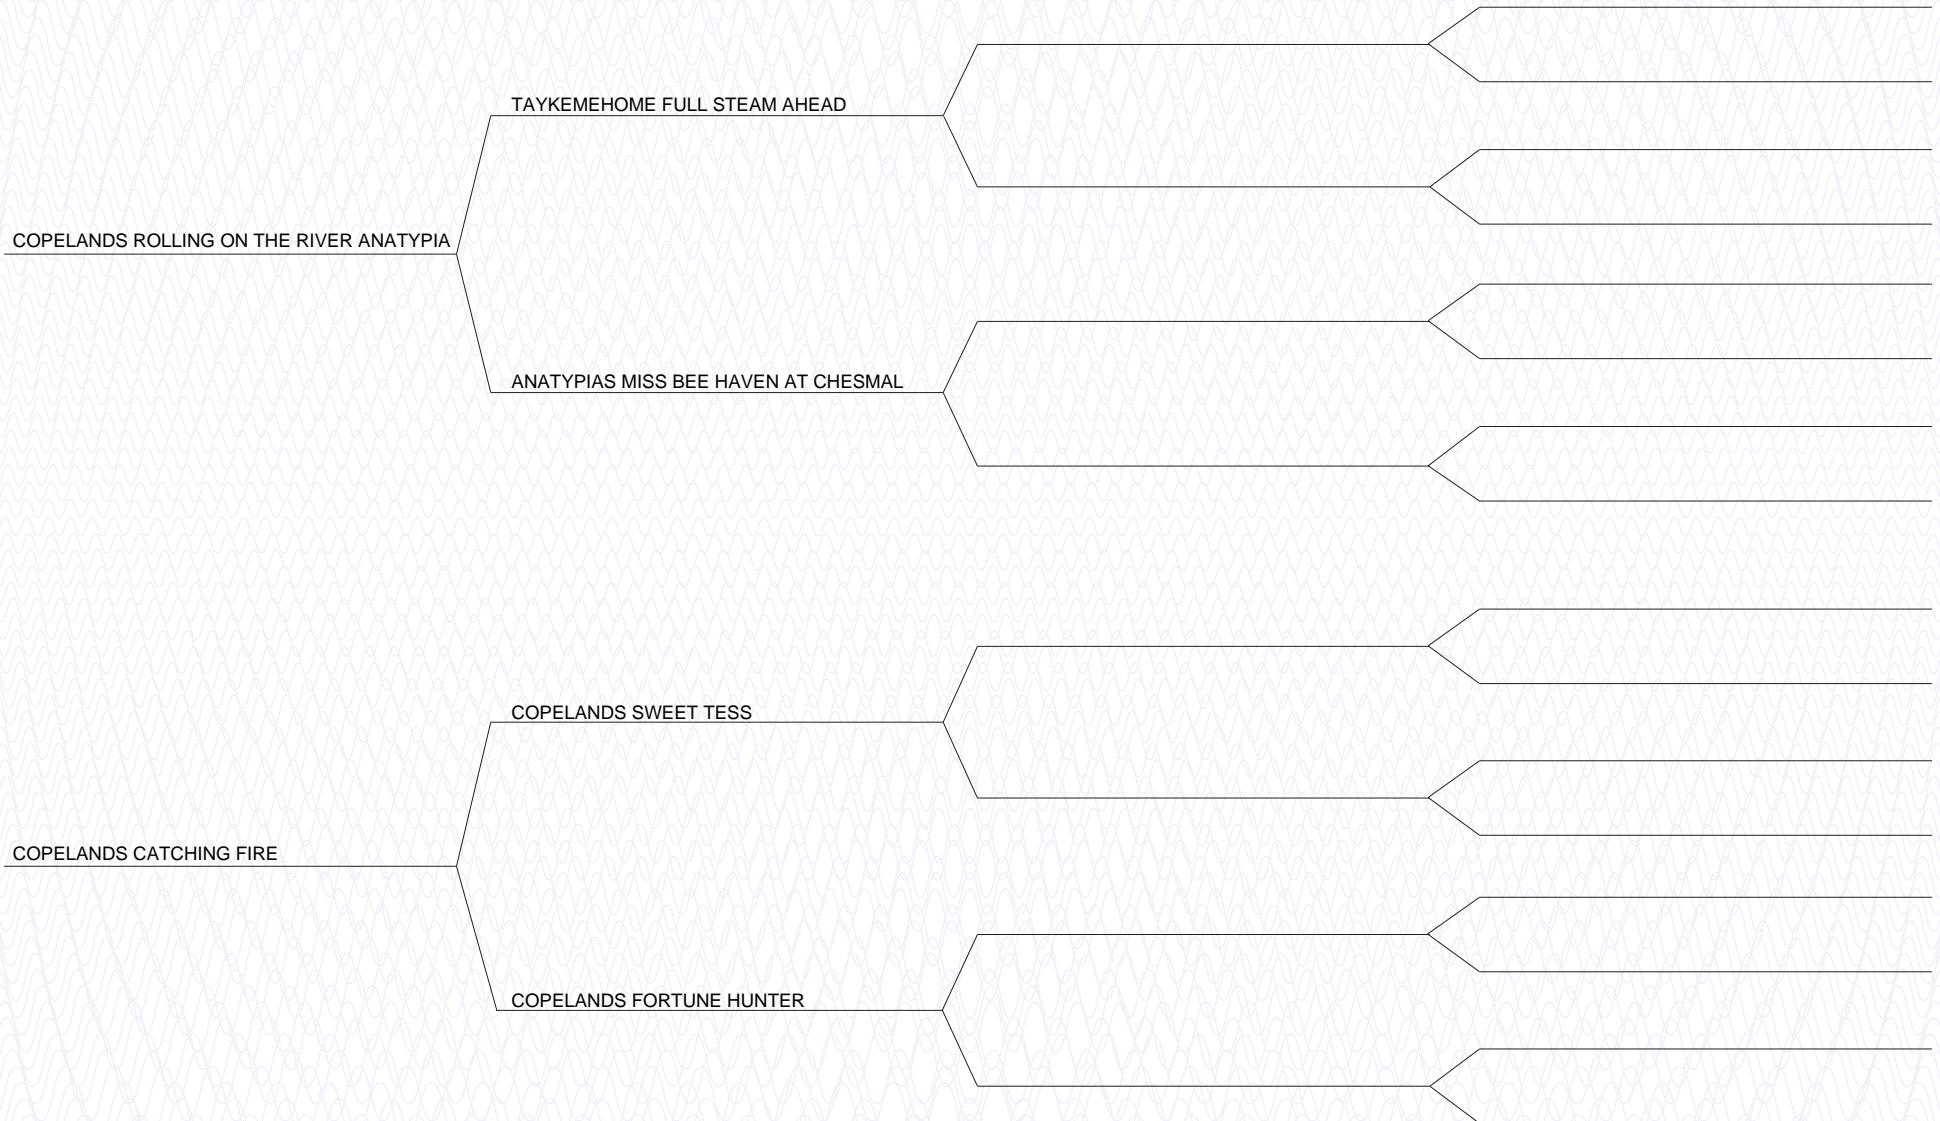 TAYKEMEHOME FULL STEAM AHEAD
COPELANDS ROLLING ON THE RIVER ANATYPIA
ANATYPIAS MISS BEE HAVEN AT CHESMAL
COPELANDS SWEET TESS
COPELANDS CATCHING FIRE
COPELANDS FORTUNE HUNTER